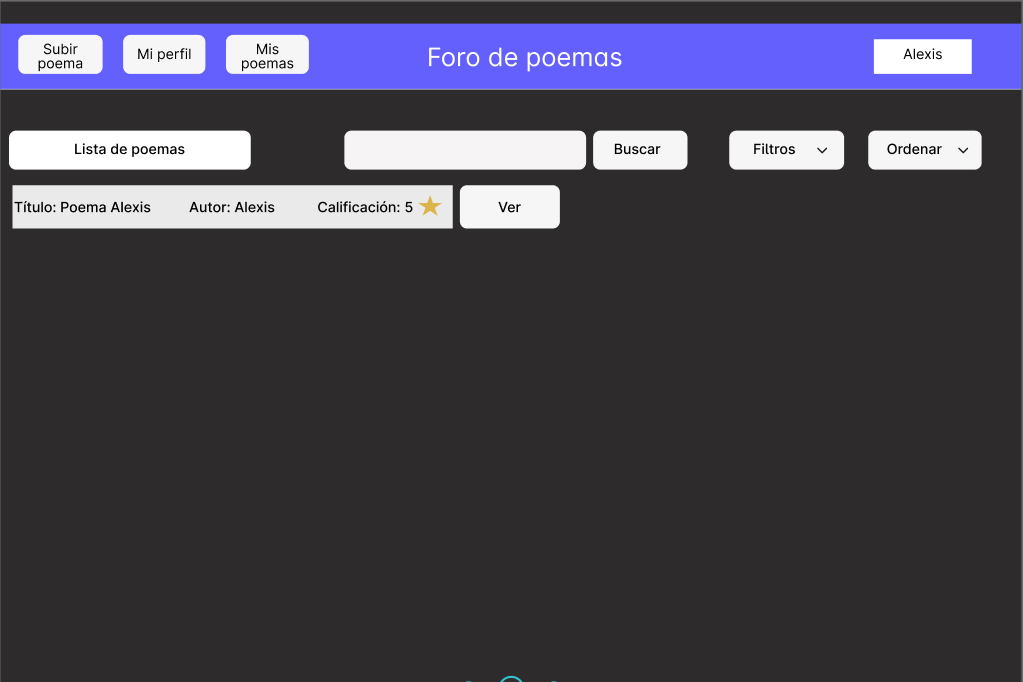 Subir
poema
Mi perfil
Mis
poemas
Foro de poemas
Alexis
Lista de poemas
Buscar
Filtros
Ordenar
Título: Poema Alexis Autor: Alexis Calificación: 5
Ver